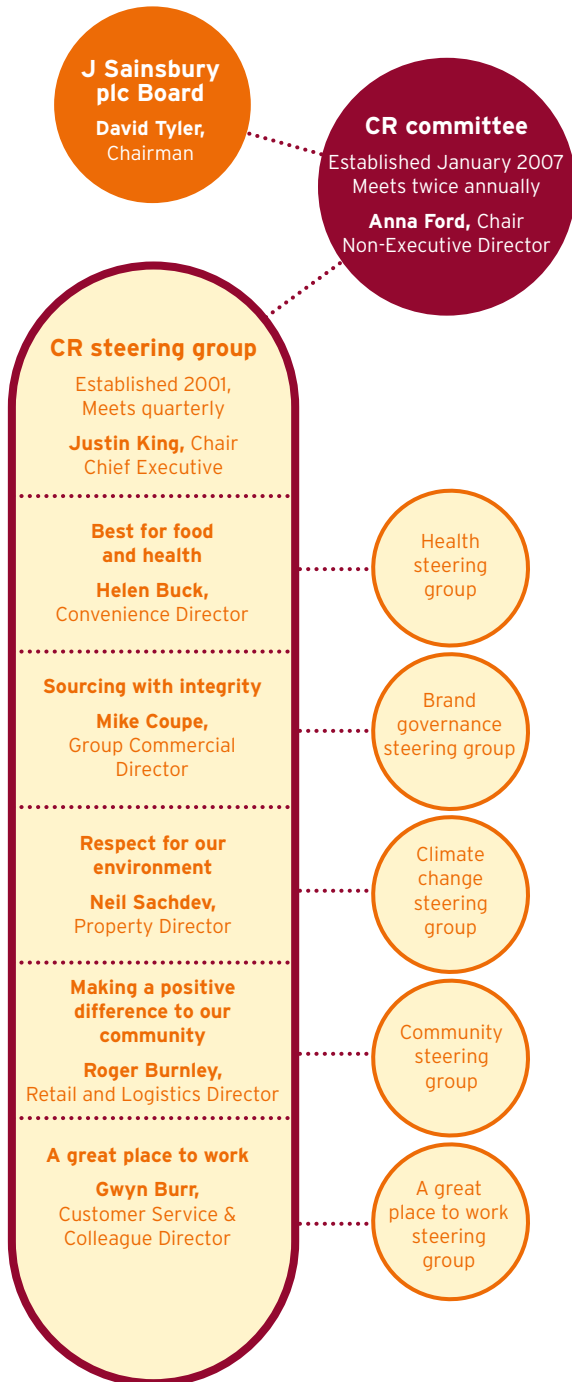 J Sainsbury
plc Board
David Tyler,
Chairman
CR committee
Established January 2007
Meets twice annually
Anna Ford, Chair
Non-Executive Director
CR steering group
Established 2001,
Meets quarterly
Justin King, Chair
Chief Executive
Best for food
and health
Helen Buck,
Convenience Director
Health
steering
group
Sourcing with integrity
Mike Coupe,
Group Commercial
Director
Brand
governance
steering group
Respect for our
environment
Neil Sachdev,
Property Director
Climate
change
steering
group
Making a positive
difference to our
community
Roger Burnley,
Retail and Logistics Director
Community
steering
group
A great place to work
Gwyn Burr,
Customer Service &
Colleague Director
A great
place to work
steering
group